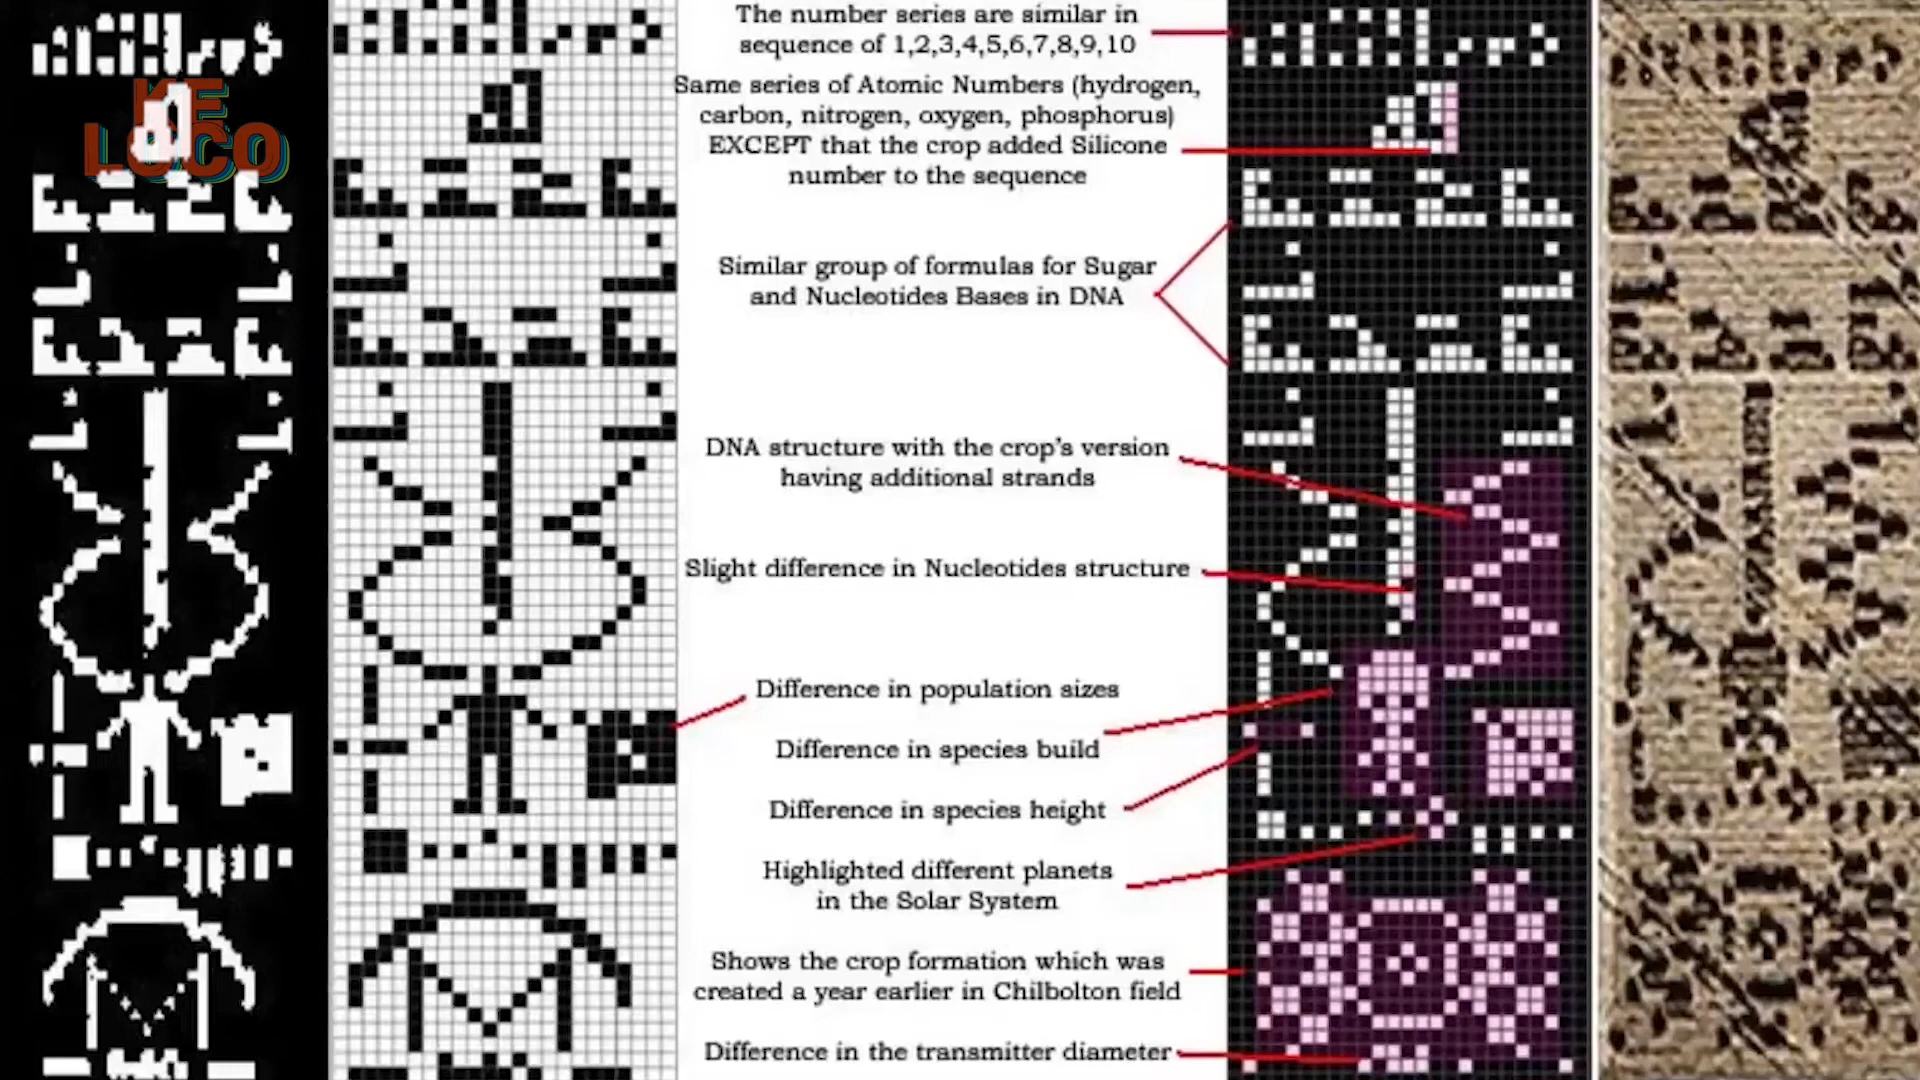 KE
LOCO
The number series are similar in
sequence of 1,2,3,4,5,6,7,8,9,10
Same series of Atomic Numbers (hydrogen,
carbon, nitrogen, oxygen, phosphorus)
EXCEPT that the crop added Silicone
number to the sequence
Similar group of formulas for Sugar
and Nucleotides Bases in DNA
DNA structure with the crop's version
having additional strands
Slight difference in Nucleotides structure
Difference in population sizes
Difference in species build
Difference in species height
Highlighted different planets
in the Solar System
Shows the crop formation which was
created a year earlier in Chilbolton field
Difference in the transmitter diameter